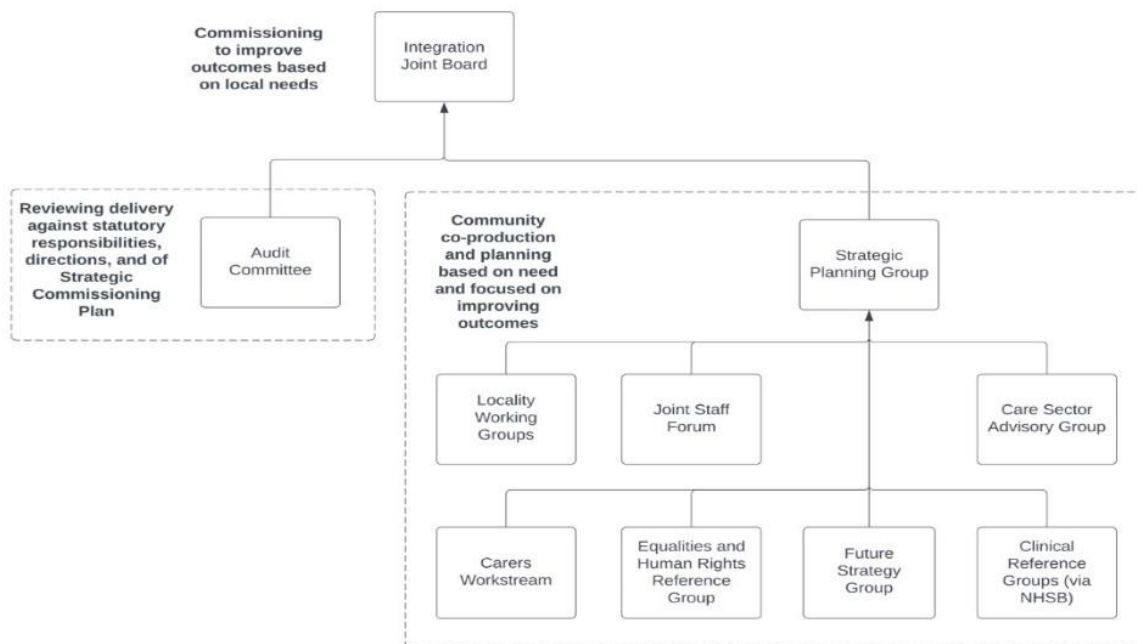 Commissioning
to improve
outcomes based
on local needs
Integration
Joint Board
Reviewing delivery
against statutory
responsibilities,
directions, and of
Strategic
Commissioning
Plan
Audit
Committee
Community
co-production
and planning
based on need
and focused on
improving
outcomes
Strategic
Planning Group
Locality
Working
Groups
Joint Staff
Forum
Care Sector
Advisory Group
Carers
Workstream
Equalities and
Human Rights
Reference
Group
Future
Strategy
Group
Clinical
Reference
Groups (via
NHSB)